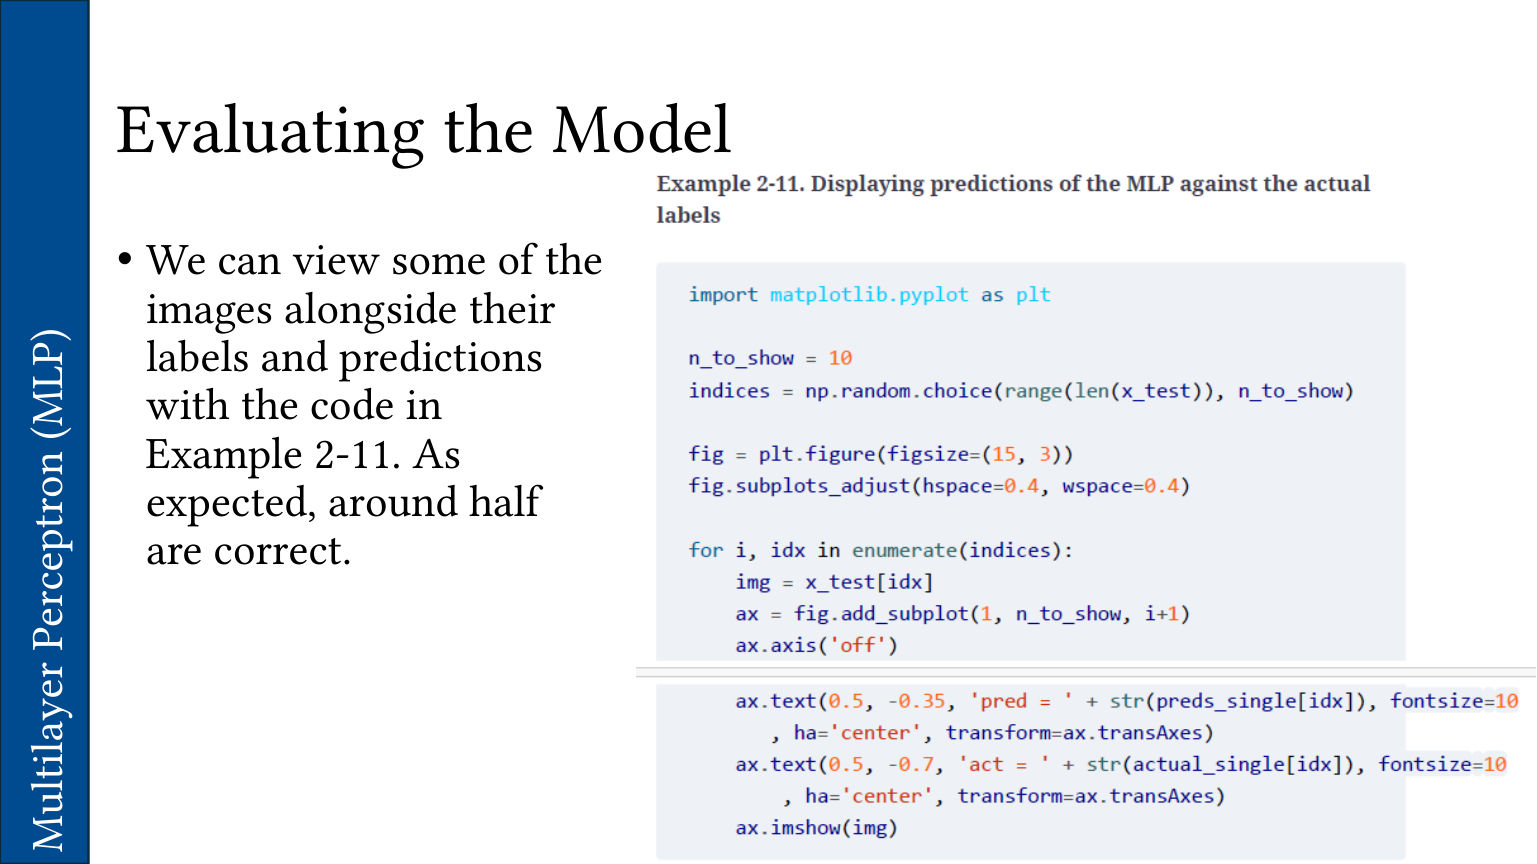 Multilayer Perceptron (MLP)
Evaluating the Model
• We can view some of the
images alongside their
labels and predictions
with the code in
Example 2-11. As
expected, around half
are correct.
Example 2-11. Displaying predictions of the MLP against the actual
labels
import matplotlib.pyplot as plt
n_to_show = 10
indices = np.random.choice(range(len(x_test)), n_to_show)
fig = plt.figure(figsize=(15, 3))
fig.subplots_adjust(hspace=0.4, wspace=0.4)
for i, idx in enumerate(indices):
    img = x_test[idx]
    ax = fig.add_subplot(1, n_to_show, i+1)
    ax.axis('off')
    ax.text(0.5, -0.35, 'pred = ' + str(preds_single[idx]), fontsize=10
       , ha='center', transform=ax.transAxes)
    ax.text(0.5, -0.7, 'act = ' + str(actual_single[idx]), fontsize=10
        , ha='center', transform=ax.transAxes)
    ax.imshow(img)